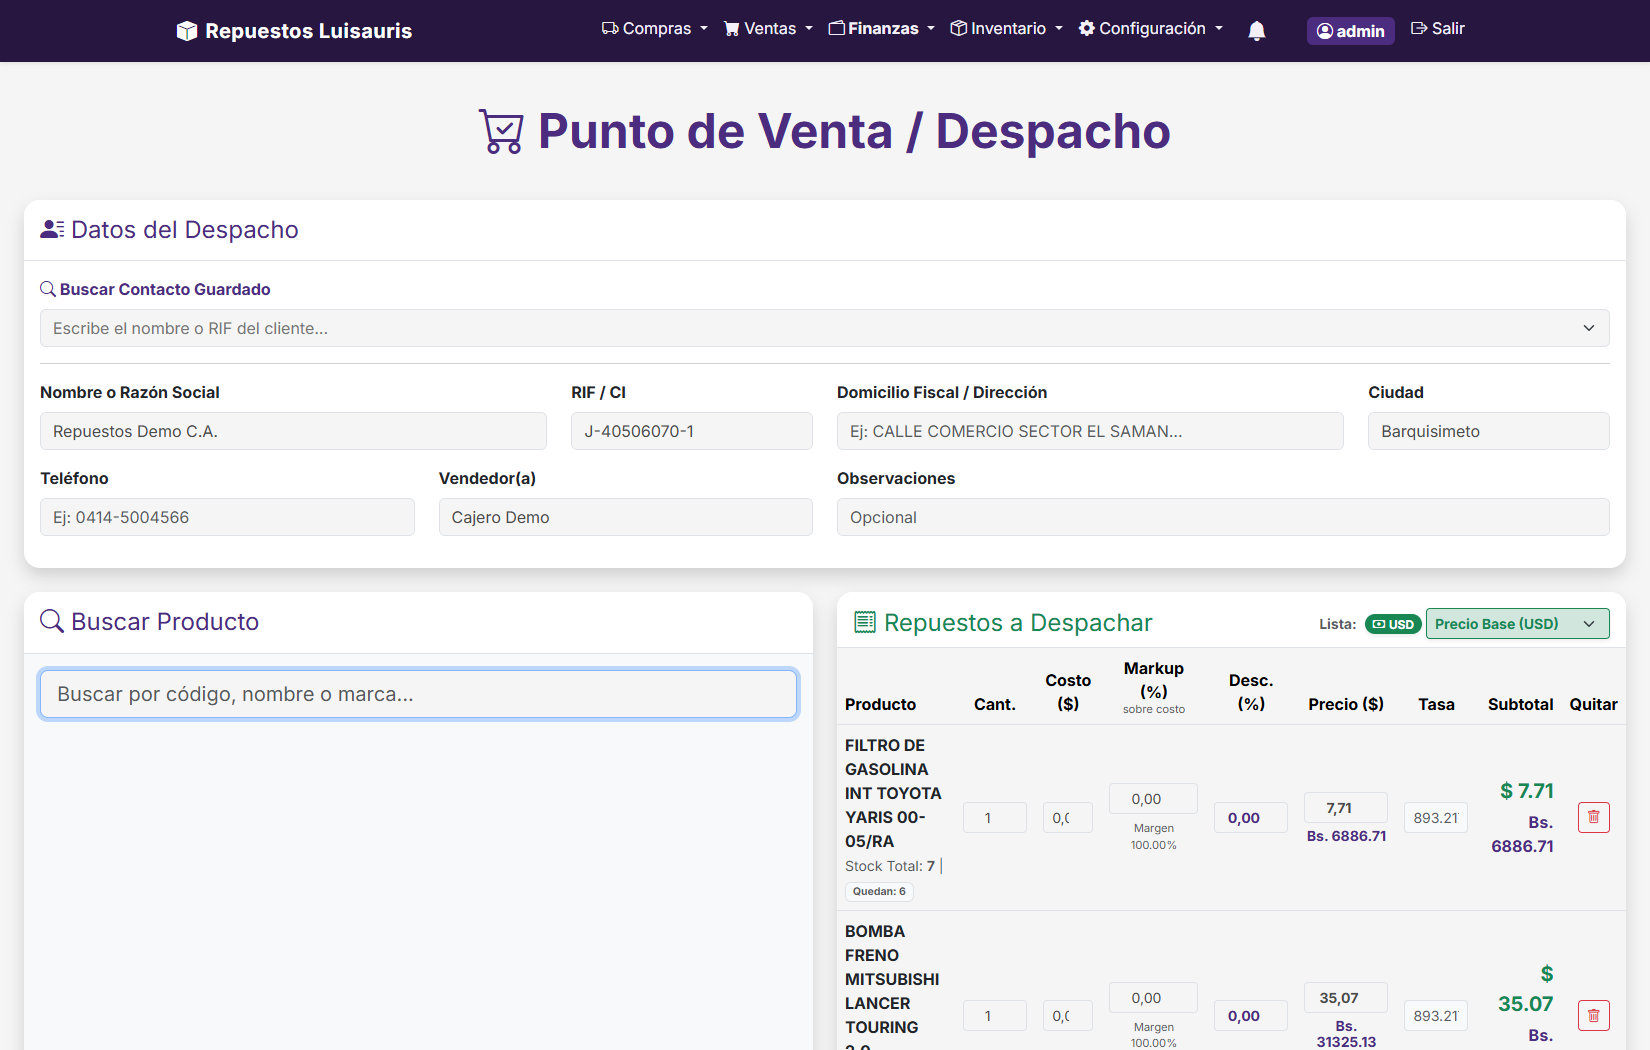 Repuestos Luisauris
Compras
Ventas
Finanzas
Inventario
Configuración
admin
Salir
Punto de Venta / Despacho
Datos del Despacho
Buscar Contacto Guardado
Escribe el nombre o RIF del cliente...
Nombre o Razón Social
RIF / CI
Domicilio Fiscal / Dirección
Ciudad
Repuestos Demo C.A.
J-40506070-1
Ej: CALLE COMERCIO SECTOR EL SAMAN...
Barquisimeto
Teléfono
Vendedor(a)
Observaciones
Ej: 0414-5004566
Cajero Demo
Opcional
Buscar Producto
Buscar por código, nombre o marca...
Repuestos a Despachar
Lista:
USD
Precio Base (USD)
Producto
Cant.
Costo
($)
Markup
(%)
sobre costo
Desc.
(%)
Precio ($)
Tasa
Subtotal
Quitar
FILTRO DE
GASOLINA
INT TOYOTA
YARIS 00-
05/RA
Stock Total: 7 |
Quedan: 6
1
0,0
0,00
Margen
100.00%
0,00
7,71
Bs. 6886.71
893.21
$ 7.71
Bs.
6886.71
BOMBA
FRENO
MITSUBISHI
LANCER
TOURING
2.0
1
0,0
0,00
Margen
100.00%
0,00
35,07
Bs.
31325.13
893.21
$
35.07
Bs.